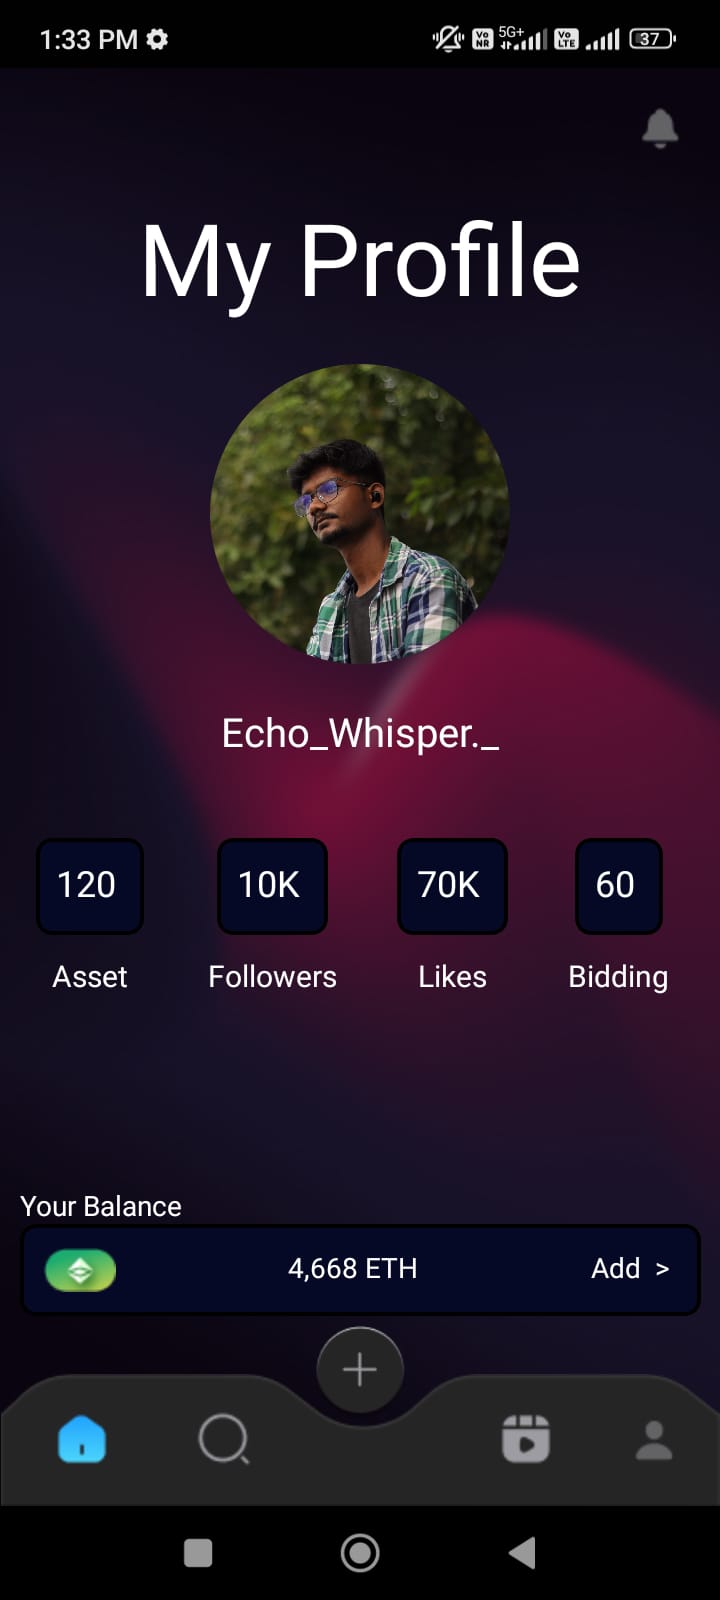 1:33 PM
Vo NR 5G+ Vo LTE 37
My Profile
Echo_Whisper._
120 10K 70K 60
Asset Followers Likes Bidding
Your Balance
4,668 ETH Add >